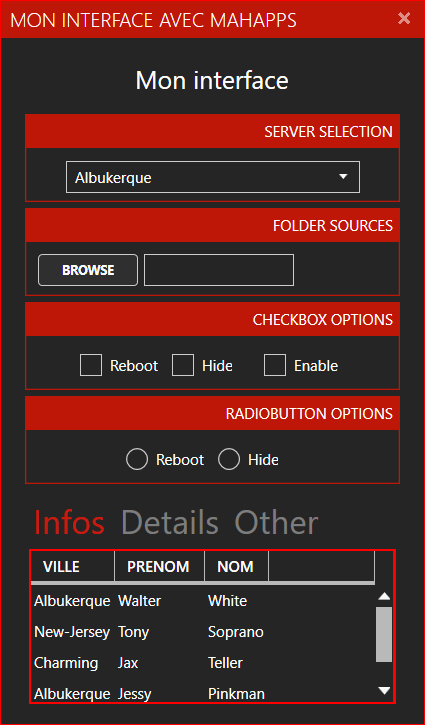 MON INTERFACE AVEC MAHAPPS
Mon interface
SERVER SELECTION
Albukerque
FOLDER SOURCES
BROWSE
CHECKBOX OPTIONS
Reboot Hide Enable
RADIOBUTTON OPTIONS
Reboot Hide
Infos Details Other
VILLE PRENOM NOM
Albukerque Walter White
New-Jersey Tony Soprano
Charming Jax Teller
Albukerque Jessy Pinkman